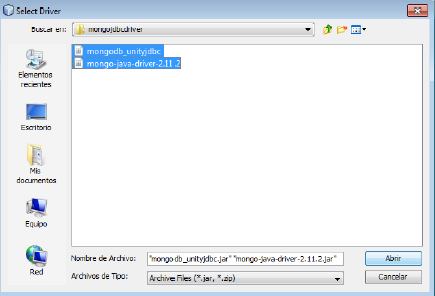 Select Driver
Buscar en:
mongojdbcdriver
mongodb_unityjdbc
mongo-java-driver-2.11.2
Elementos
recientes
Escritorio
Mis
documentos
Equipo
Red
Nombre de Archivo:
"mongodb_unityjdbc.jar" "mongo-java-driver-2.11.2.jar"
Abrir
Archivos de Tipo:
Archive Files (*.jar, *.zip)
Cancelar